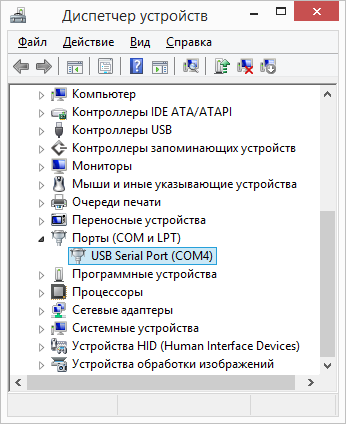 Диспетчер устройств
Файл Действие Вид Справка
Компьютер
Контроллеры IDE ATA/ATAPI
Контроллеры USB
Контроллеры запоминающих устройств
Мониторы
Мыши и иные указывающие устройства
Очереди печати
Переносные устройства
Порты (COM и LPT)
USB Serial Port (COM4)
Программные устройства
Процессоры
Сетевые адаптеры
Системные устройства
Устройства HID (Human Interface Devices)
Устройства обработки изображений